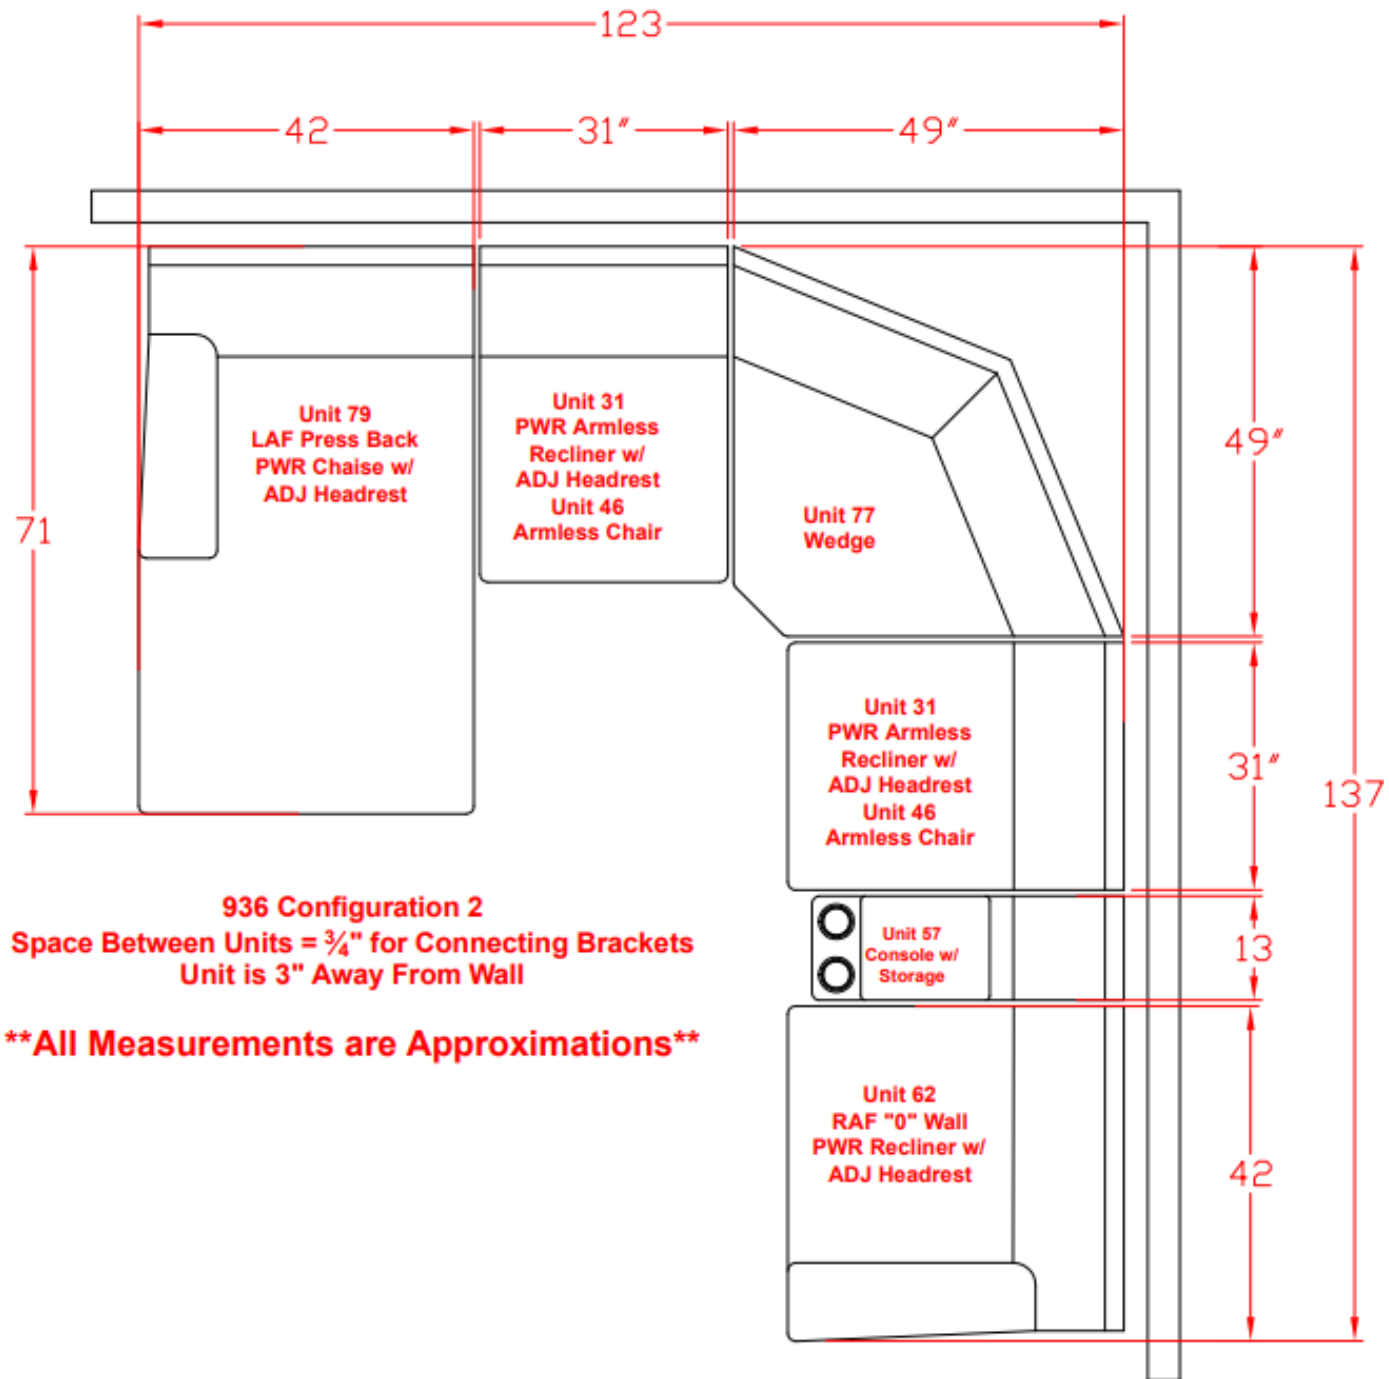 123
42
31"
49"
71
Unit 79
LAF Press Back
PWR Chaise w/
ADJ Headrest
Unit 31
PWR Armless
Recliner w/
ADJ Headrest
Unit 46
Armless Chair
Unit 77
Wedge
49"
Unit 31
PWR Armless
Recliner w/
ADJ Headrest
Unit 46
Armless Chair
31"
137
Unit 57
Console w/
Storage
13
Unit 62
RAF "0" Wall
PWR Recliner w/
ADJ Headrest
42
936 Configuration 2
Space Between Units = ¾" for Connecting Brackets
Unit is 3" Away From Wall
**All Measurements are Approximations**